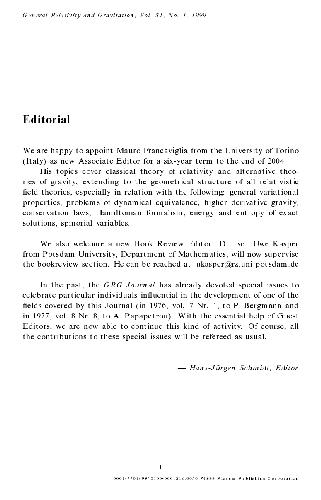 General Relativity and Gravitation, Vol. 31, No. 1, 1999
Editorial
We are happy to appoint Mauro Francaviglia from the University of Torino
(Italy) as new Associate Editor for a six-year term to the end of 2004.
His topics cover classical theory of relativity and alternative theo-
ries of gravity, extending to the geometrical structure of all relativistic
field theories, especially in relation with the following: general variational
properties, problems of dynamical equivalence, higher derivative gravity,
conservation laws, Hamiltonian formalism, energy and entropy of exact
solutions, spinorial variables.
We also welcome a new Book Review Editor: Dr. sc. Uwe Kasper
from Potsdam University, Department of Mathematics, will now supervise
the bookreview section. He can be reached at: ukasper@rz.uni-potsdam.de
In the past, the GRG Journal has already devoted special issues to
celebrate particular individuals influential in the development of one of the
fields covered by this Journal (in 1976, vol. 7 Nr. 1, to P. Bergmann and
in 1977, vol. 8 Nr. 8, to A. Papapetrou). With the essential help of Guest
Editors, we are now able to continue this kind of activity. Of course, all
the contributions to these special issues will be refereed as usual.
— Hans-Jürgen Schmidt, Editor
1
Plenum Publishing Corporation